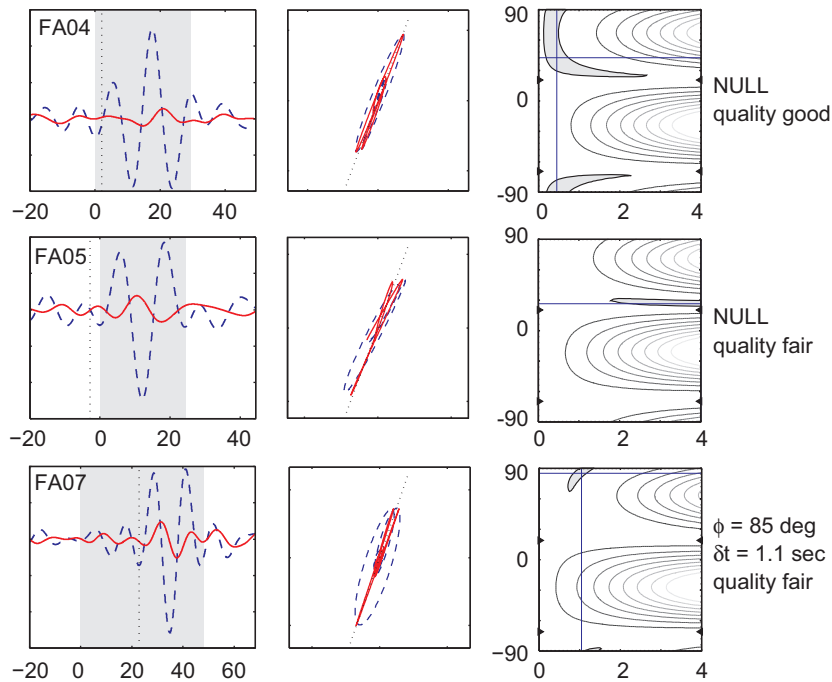 FA04
−20 0 20 40
90
0
-90
0 2 4
NULL
quality good
FA05
−20 0 20 40
90
0
-90
0 2 4
NULL
quality fair
FA07
0 20 40 60
90
0
-90
0 2 4
ϕ = 85 deg
δt = 1.1 sec
quality fair